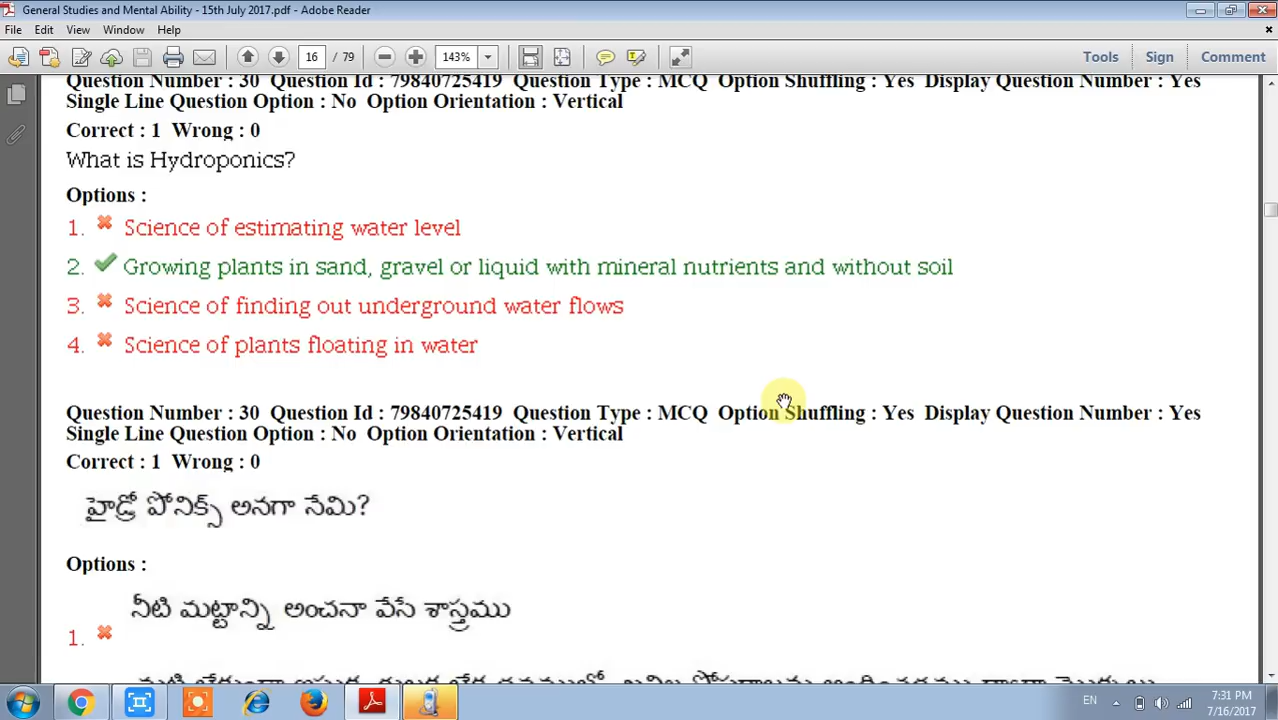 General Studies and Mental Ability - 15th July 2017.pdf - Adobe Reader
File Edit View Window Help
16 / 79 143% Tools Sign Comment
Question Number : 30 Question Id : 79840725419 Question Type : MCQ Option Shuffling : Yes Display Question Number : Yes
Single Line Question Option : No Option Orientation : Vertical
Correct : 1 Wrong : 0
What is Hydroponics?
Options :
1. Science of estimating water level
2. Growing plants in sand, gravel or liquid with mineral nutrients and without soil
3. Science of finding out underground water flows
4. Science of plants floating in water
Question Number : 30 Question Id : 79840725419 Question Type : MCQ Option Shuffling : Yes Display Question Number : Yes
Single Line Question Option : No Option Orientation : Vertical
Correct : 1 Wrong : 0
హైడ్రో పోనిక్స్ అనగా నేమి?
Options :
నీటి మట్టాన్ని అంచనా వేసే శాస్త్రము
1.
EN 7:31 PM
7/16/2017